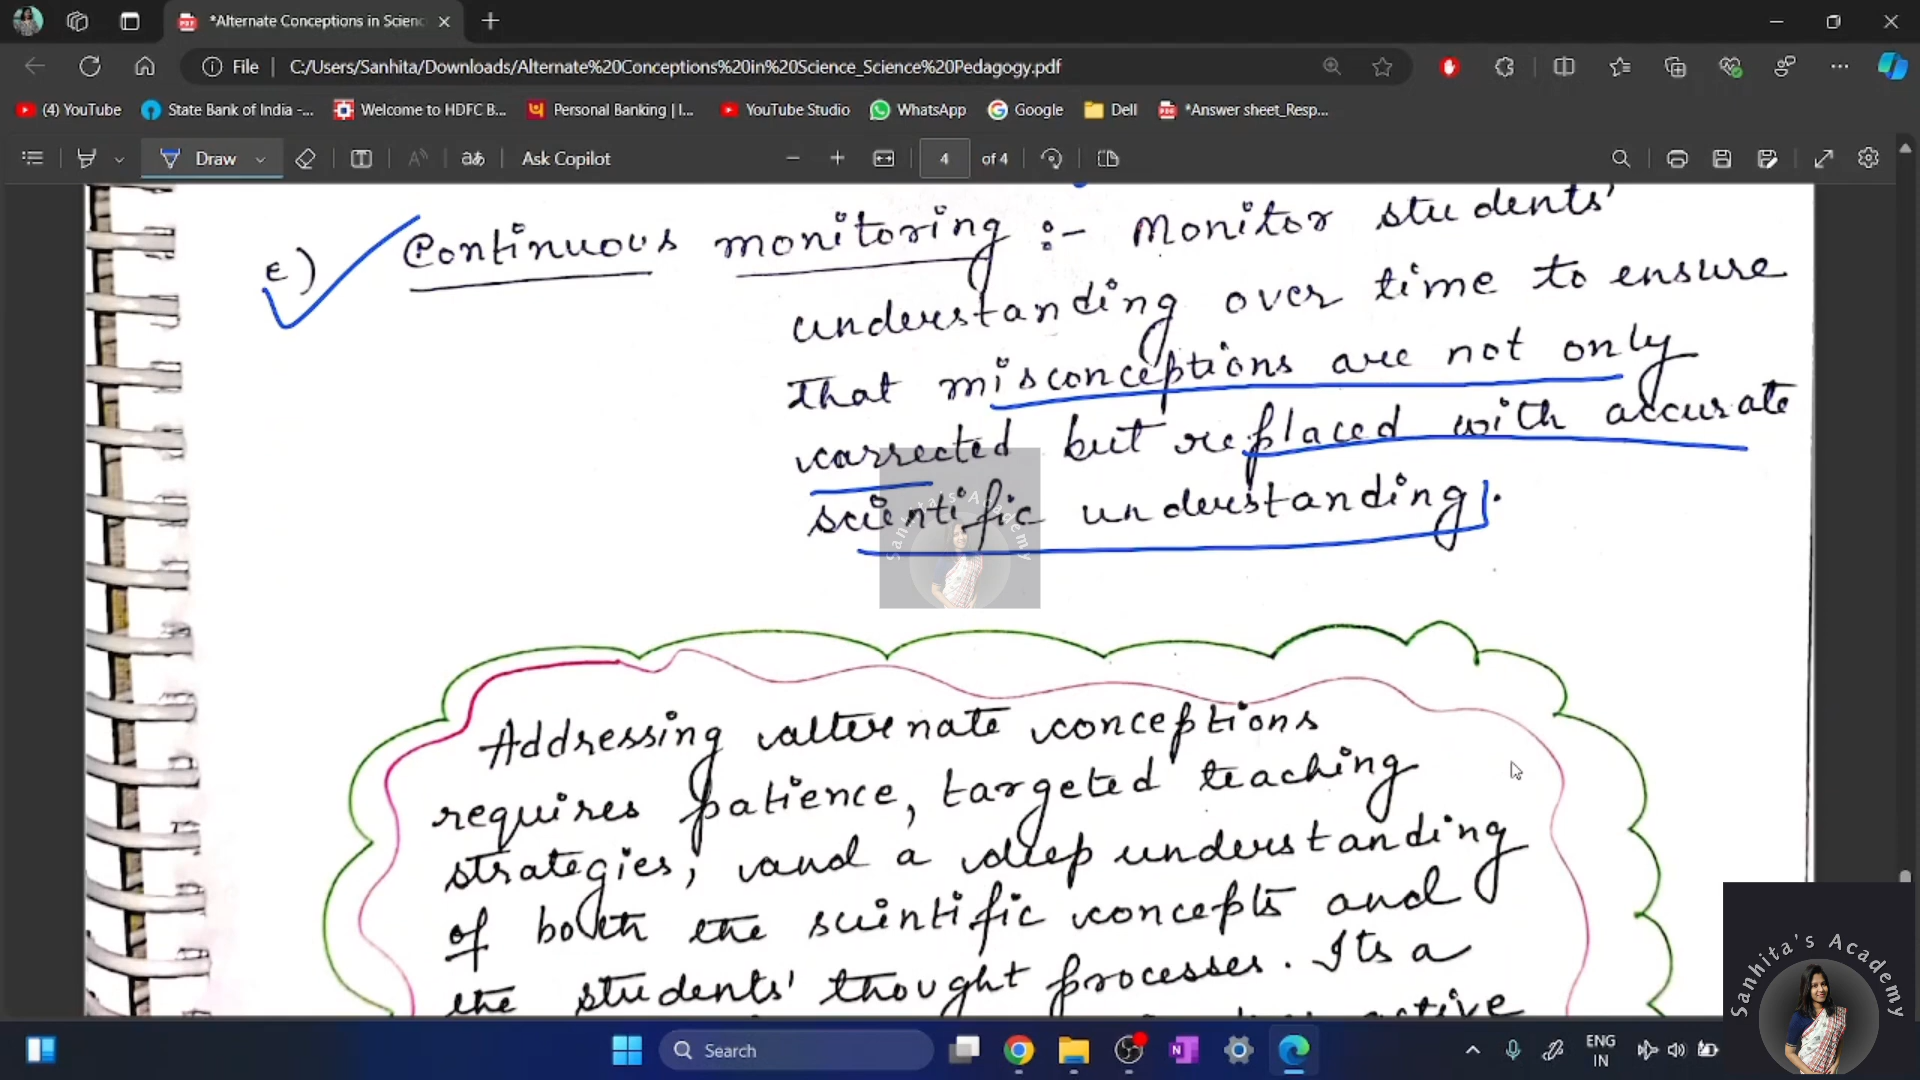 *Alternate Conceptions in Scienc
File
C:/Users/Sanhita/Downloads/Alternate%20Conceptions%20in%20Science_Science%20Pedagogy.pdf
(4) YouTube
State Bank of India -...
Welcome to HDFC B...
Personal Banking | I...
YouTube Studio
WhatsApp
Google
Dell
*Answer sheet_Resp...
Draw
Ask Copilot
4 of 4
e) Continuous monitoring :- Monitor students'
understanding over time to ensure
that misconceptions are not only
corrected but replaced with accurate
scientific understanding.
Sanhita's Academy
Addressing alternate conceptions
requires patience, targeted teaching
strategies, and a deep understanding
of both the scientific concepts and
the students' thought processes. Its a
active
Sanhita's Academy
Search
ENG
IN